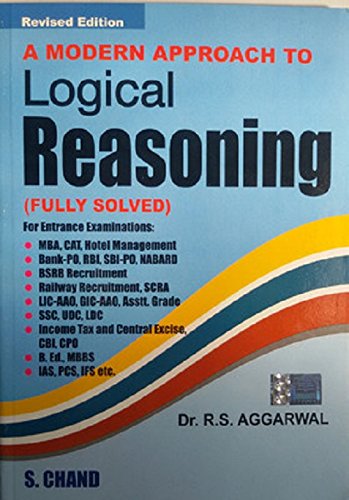 Revised Edition
A MODERN APPROACH TO
Logical
Reasoning
(FULLY SOLVED)
For Entrance Examinations:
• MBA, CAT, Hotel Management
• Bank-PO, RBI, SBI-PO, NABARD
• BSRB Recruitment
• Railway Recruitment, SCRA
• LIC-AAO, GIC-AAO, Asstt. Grade
• SSC, UDC, LDC
• Income Tax and Central Excise,
CBI, CPO
• B. Ed., MBBS
• IAS, PCS, IFS etc.
Dr. R.S. AGGARWAL
S. CHAND